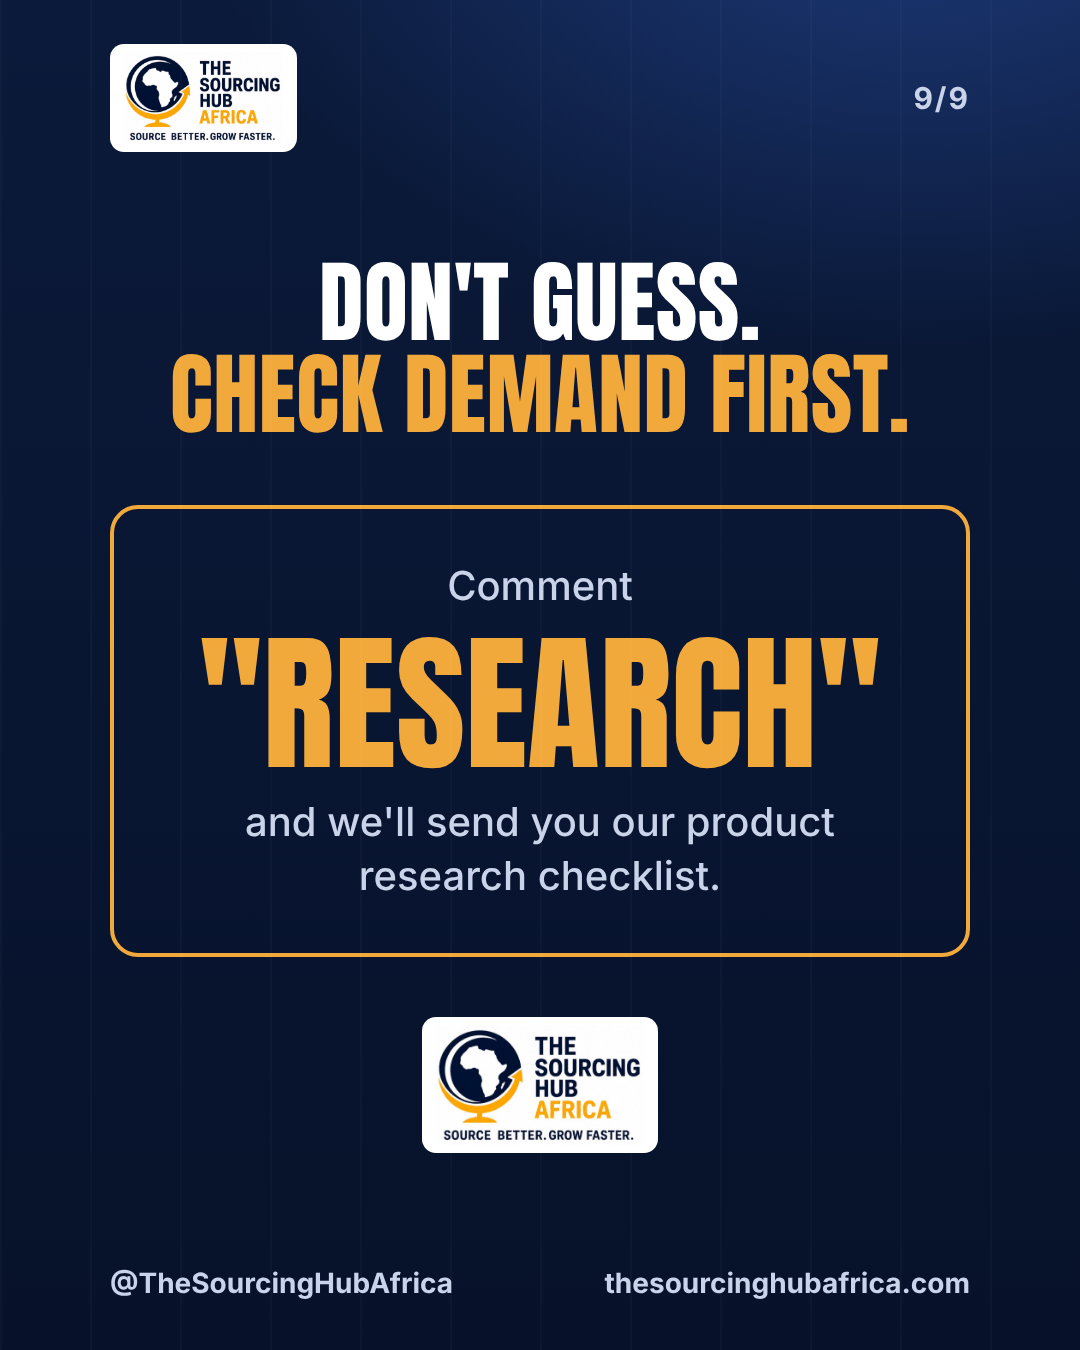 THE
SOURCING
HUB
AFRICA
SOURCE BETTER. GROW FASTER.
9/9
DON'T GUESS.
CHECK DEMAND FIRST.
Comment
"RESEARCH"
and we'll send you our product
research checklist.
THE
SOURCING
HUB
AFRICA
SOURCE BETTER. GROW FASTER.
@TheSourcingHubAfrica
thesourcinghubafrica.com